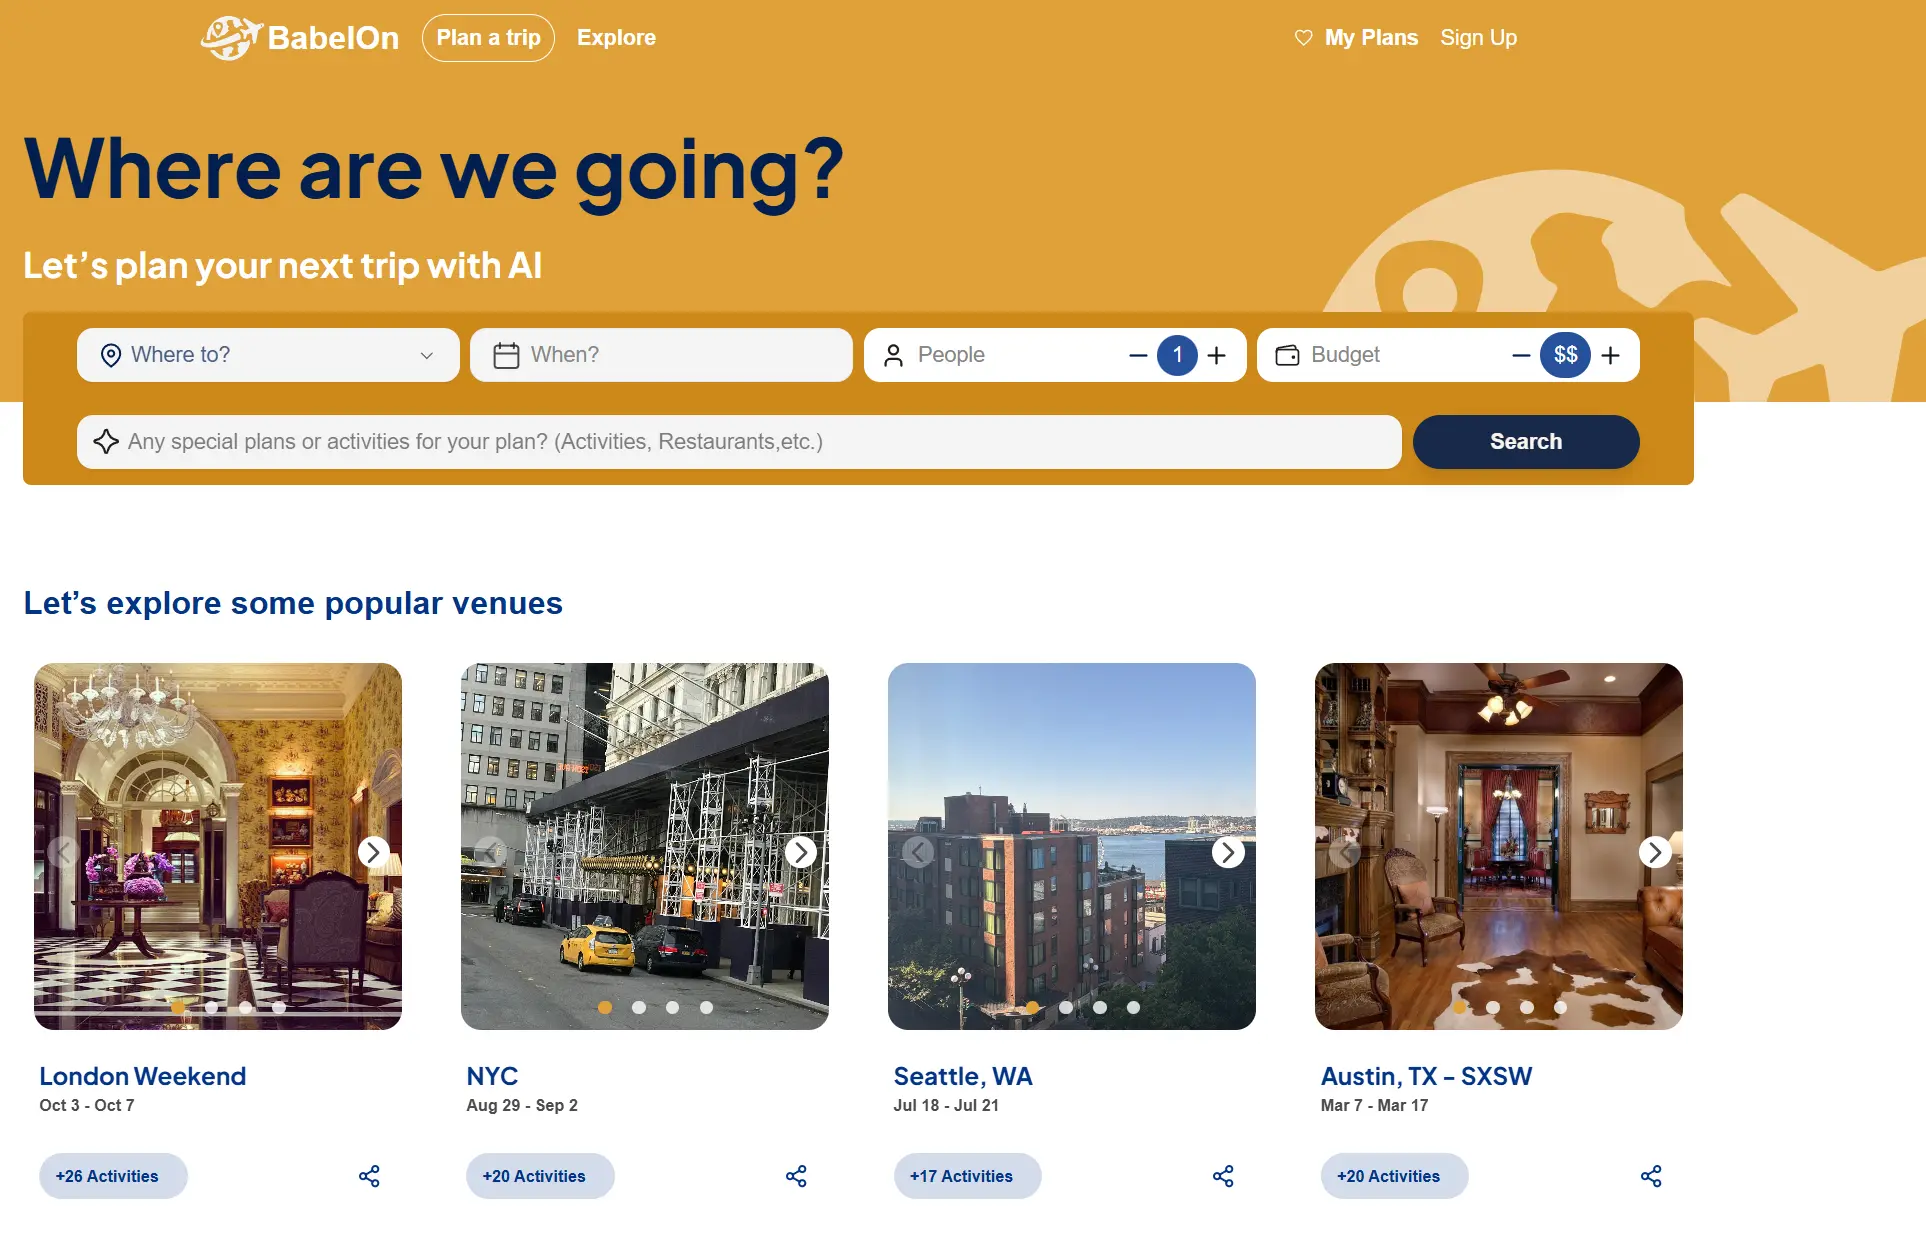 BabelOn
Plan a trip
Explore
My Plans
Sign Up
Where are we going?
Let’s plan your next trip with AI
Where to?
When?
People
1
Budget
$$
Any special plans or activities for your plan? (Activities, Restaurants,etc.)
Search
Let’s explore some popular venues
London Weekend
Oct 3 - Oct 7
+26 Activities
NYC
Aug 29 - Sep 2
+20 Activities
Seattle, WA
Jul 18 - Jul 21
+17 Activities
Austin, TX – SXSW
Mar 7 - Mar 17
+20 Activities